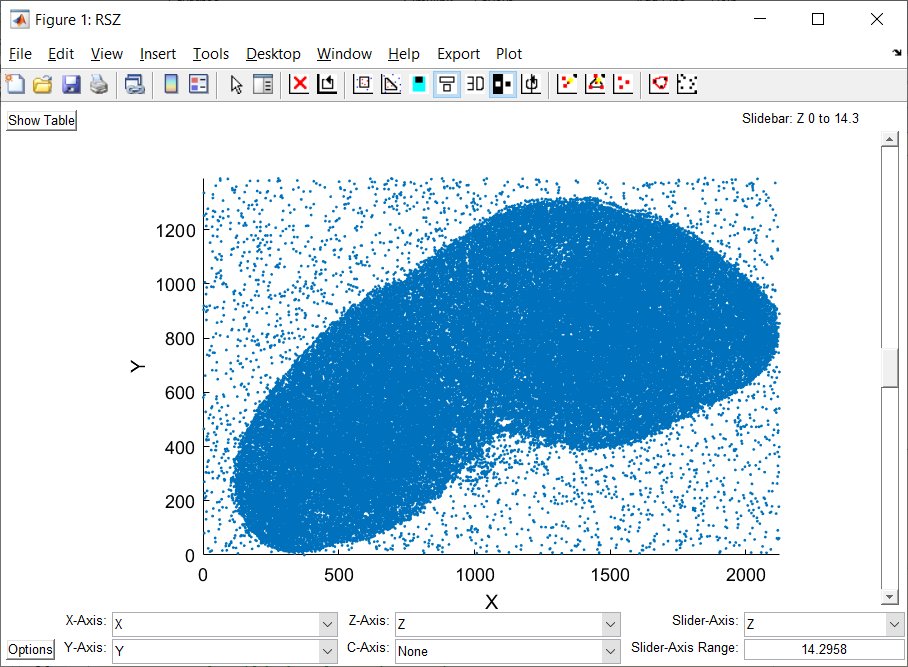 Figure 1: RSZ
File Edit View Insert Tools Desktop Window Help Export Plot
3D
Show Table
Slidebar: Z 0 to 14.3
1200
1000
800
600
400
200
0
Y
0 500 1000 1500 2000
X
X-Axis: X Z-Axis: Z Slider-Axis: Z
Options Y-Axis: Y C-Axis: None Slider-Axis Range: 14.2958